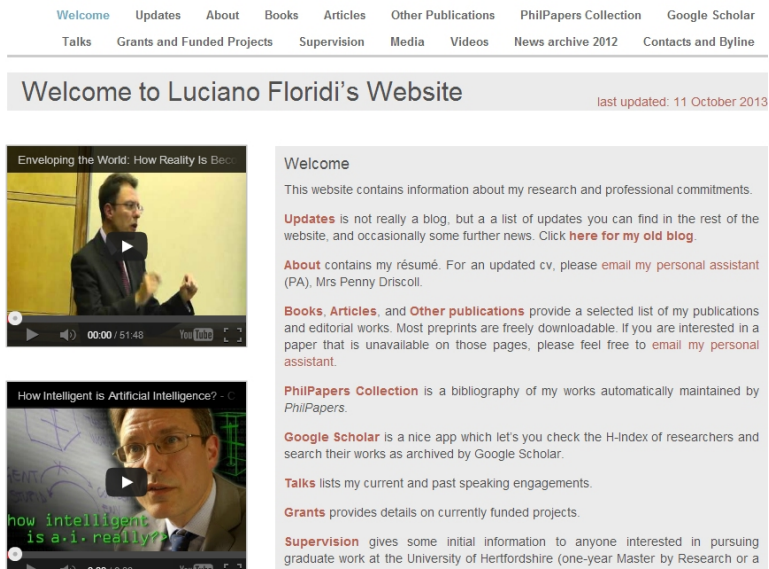 Welcome Updates About Books Articles Other Publications PhilPapers Collection Google Scholar
Talks Grants and Funded Projects Supervision Media Videos News archive 2012 Contacts and Byline
Welcome to Luciano Floridi's Website
last updated: 11 October 2013
Enveloping the World: How Reality Is Beco
00:00 / 51:48 YouTube
How Intelligent is Artificial Intelligence? - C
how intelligent
is a.i. really??
Welcome
This website contains information about my research and professional commitments.
Updates is not really a blog, but a a list of updates you can find in the rest of the
website, and occasionally some further news. Click here for my old blog.
About contains my résumé. For an updated cv, please email my personal assistant
(PA), Mrs Penny Driscoll.
Books, Articles, and Other publications provide a selected list of my publications
and editorial works. Most preprints are freely downloadable. If you are interested in a
paper that is unavailable on those pages, please feel free to email my personal
assistant.
PhilPapers Collection is a bibliography of my works automatically maintained by
PhilPapers.
Google Scholar is a nice app which let's you check the H-Index of researchers and
search their works as archived by Google Scholar.
Talks lists my current and past speaking engagements.
Grants provides details on currently funded projects.
Supervision gives some initial information to anyone interested in pursuing
graduate work at the University of Hertfordshire (one-year Master by Research or a